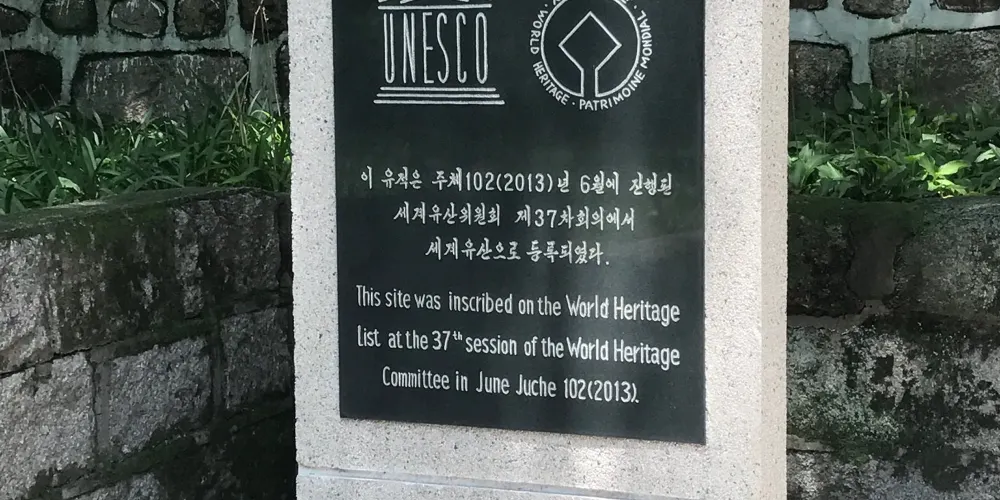 UNESCO
WORLD HERITAGE · PATRIMOINE MONDIAL ·
이 유적은 주체102(2013)년 6월에 진행된
세계유산위원회 제37차회의에서
세계유산으로 등록되였다.
This site was inscribed on the World Heritage
List at the 37th session of the World Heritage
Committee in June Juche 102(2013).